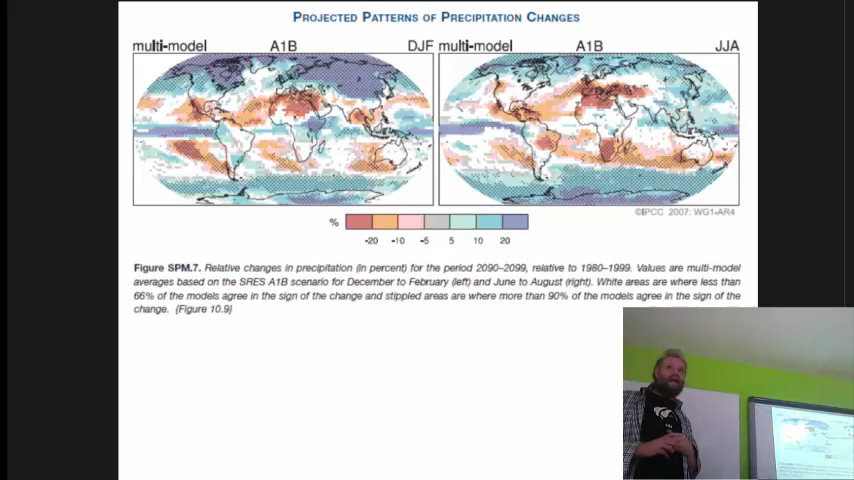 PROJECTED PATTERNS OF PRECIPITATION CHANGES
multi-model A1B DJF multi-model A1B JJA
©IPCC 2007: WG1-AR4
%
-20 -10 -5 5 10 20
Figure SPM.7. Relative changes in precipitation (in percent) for the period 2090–2099, relative to 1980–1999. Values are multi-model
averages based on the SRES A1B scenario for December to February (left) and June to August (right). White areas are where less than
66% of the models agree in the sign of the change and stippled areas are where more than 90% of the models agree in the sign of the
change. {Figure 10.9}